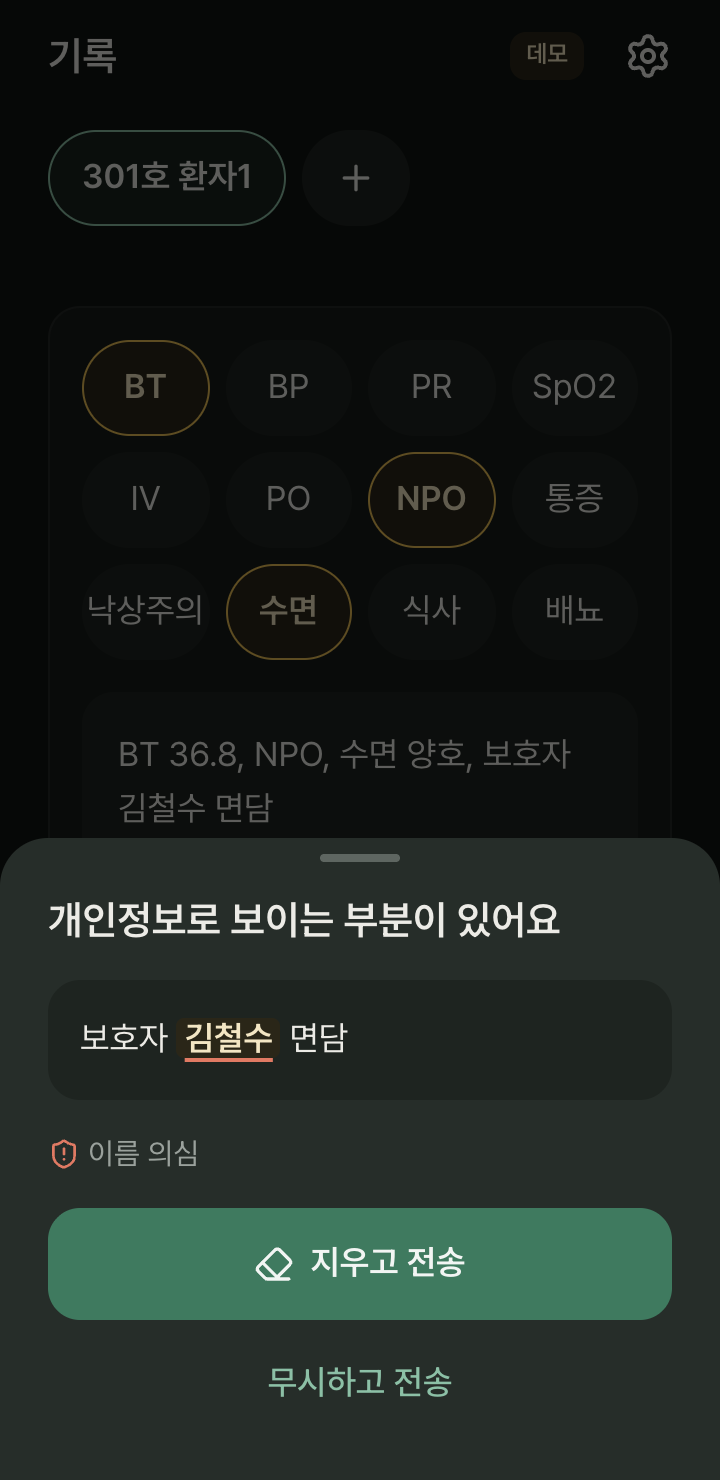 기록
데모
301호 환자1
+
BT BP PR SpO2
IV PO NPO 통증
낙상주의 수면 식사 배뇨
BT 36.8, NPO, 수면 양호, 보호자
김철수 면담
개인정보로 보이는 부분이 있어요
보호자 김철수 면담
이름 의심
지우고 전송
무시하고 전송